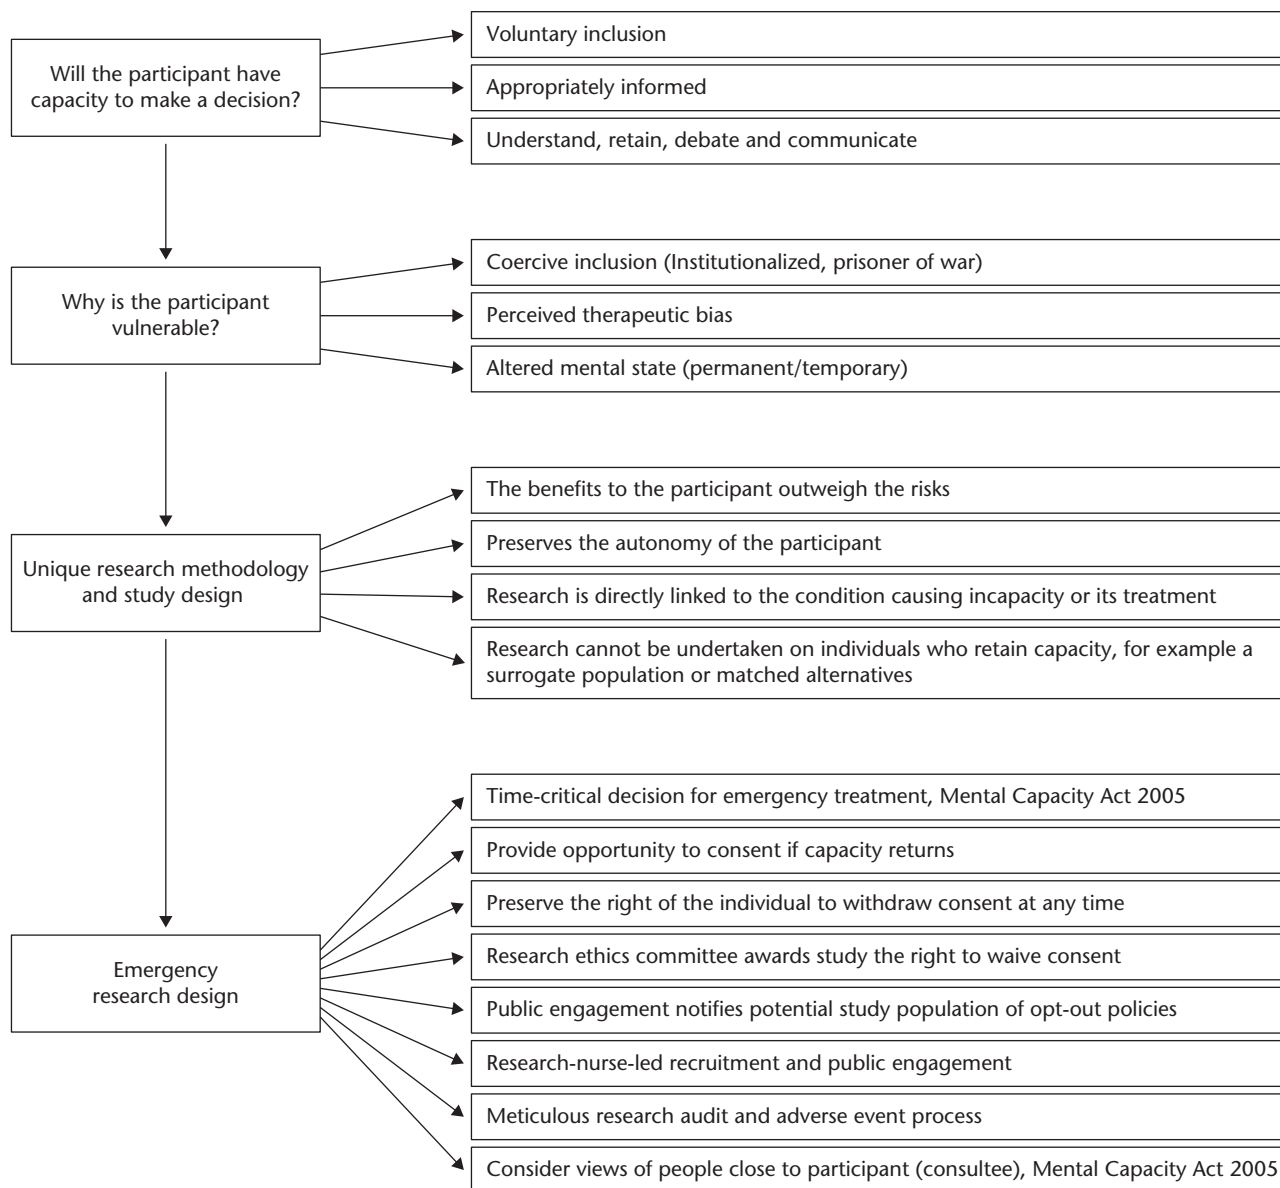 Will the participant have
capacity to make a decision?
Voluntary inclusion
Appropriately informed
Understand, retain, debate and communicate
Why is the participant
vulnerable?
Coercive inclusion (Institutionalized, prisoner of war)
Perceived therapeutic bias
Altered mental state (permanent/temporary)
Unique research methodology
and study design
The benefits to the participant outweigh the risks
Preserves the autonomy of the participant
Research is directly linked to the condition causing incapacity or its treatment
Research cannot be undertaken on individuals who retain capacity, for example a
surrogate population or matched alternatives
Emergency
research design
Time-critical decision for emergency treatment, Mental Capacity Act 2005
Provide opportunity to consent if capacity returns
Preserve the right of the individual to withdraw consent at any time
Research ethics committee awards study the right to waive consent
Public engagement notifies potential study population of opt-out policies
Research-nurse-led recruitment and public engagement
Meticulous research audit and adverse event process
Consider views of people close to participant (consultee), Mental Capacity Act 2005